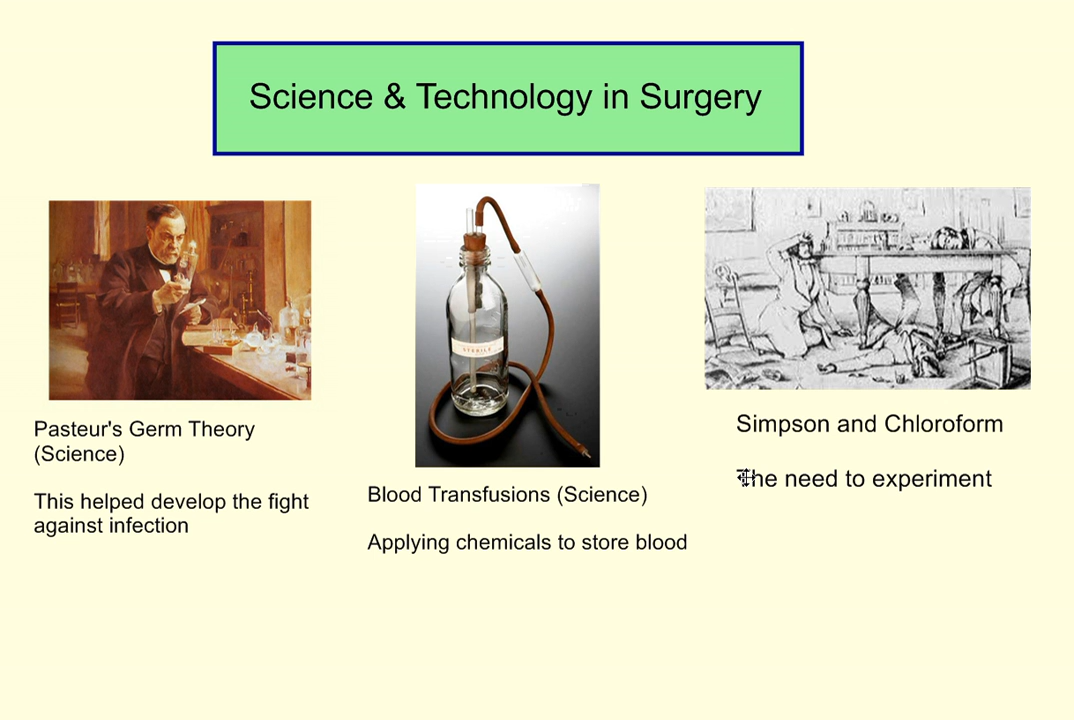 Science & Technology in Surgery
Pasteur's Germ Theory
(Science)
This helped develop the fight
against infection
STERILE
Blood Transfusions (Science)
Applying chemicals to store blood
Simpson and Chloroform
The need to experiment